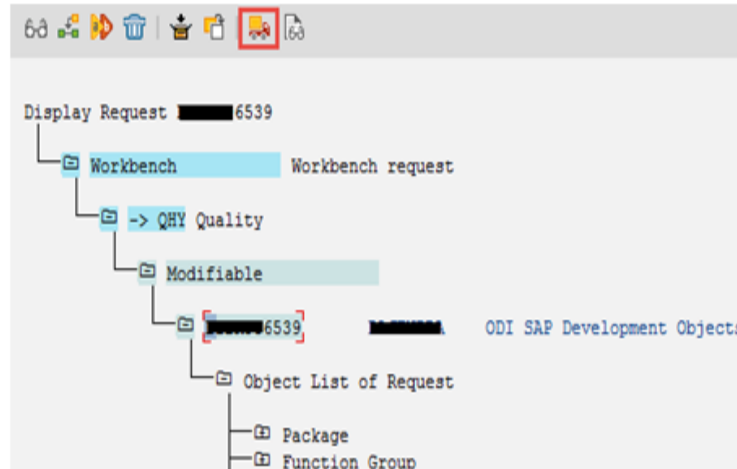 Display Request 6539
Workbench Workbench request
-> QHY Quality
Modifiable
6539 ODI SAP Development Objects
Object List of Request
Package
Function Group